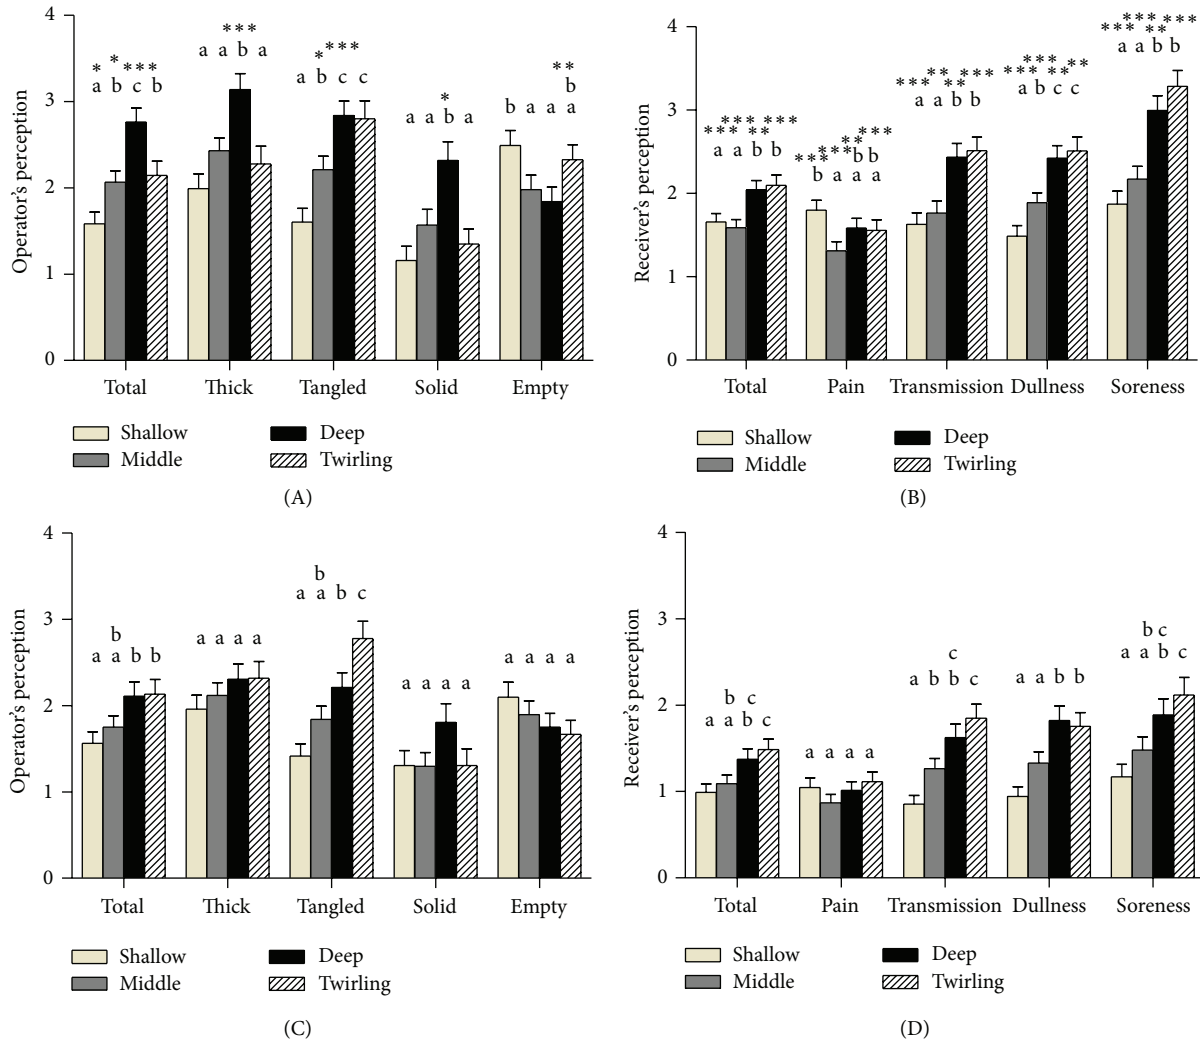 4
3
2
1
0
Operator's perception
* * ***
a b c b
***
a a b a
* ***
a b c c
*
a a b a
**
b
b a a a
Total Thick Tangled Solid Empty
Shallow Deep
Middle Twirling
(A)
4
3
2
1
0
Receiver's perception
*** *** ** ***
a a b b
*** *** ** ***
b b
b a a a
*** ** ** ***
a a b b
*** *** ** **
a b c c
*** *** ** ***
a a b b
Total Pain Transmission Dullness Soreness
Shallow Deep
Middle Twirling
(B)
4
3
2
1
0
Operator's perception
b
a a b b
a a a a
b
a a b c
a a a a
a a a a
Total Thick Tangled Solid Empty
Shallow Deep
Middle Twirling
(C)
4
3
2
1
0
Receiver's perception
b c
a a b c
a a a a
c
a b b c
a a b b
b c
a a b c
Total Pain Transmission Dullness Soreness
Shallow Deep
Middle Twirling
(D)